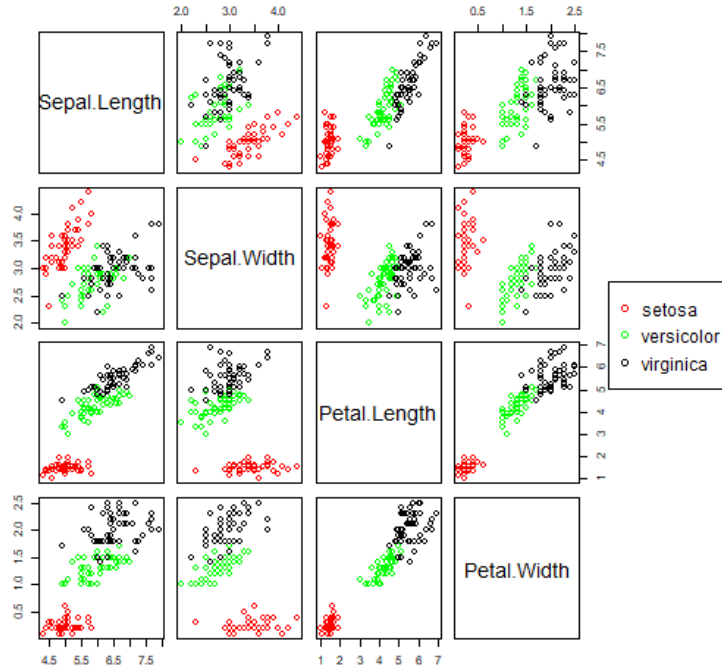 2.0 3.0 4.0
0.5 1.5 2.5
Sepal.Length
4.5 5.5 6.5 7.5
2.0 2.5 3.0 3.5 4.0
Sepal.Width
setosa
versicolor
virginica
Petal.Length
1 2 3 4 5 6 7
0.5 1.0 1.5 2.0 2.5
Petal.Width
4.5 5.5 6.5 7.5
1 2 3 4 5 6 7